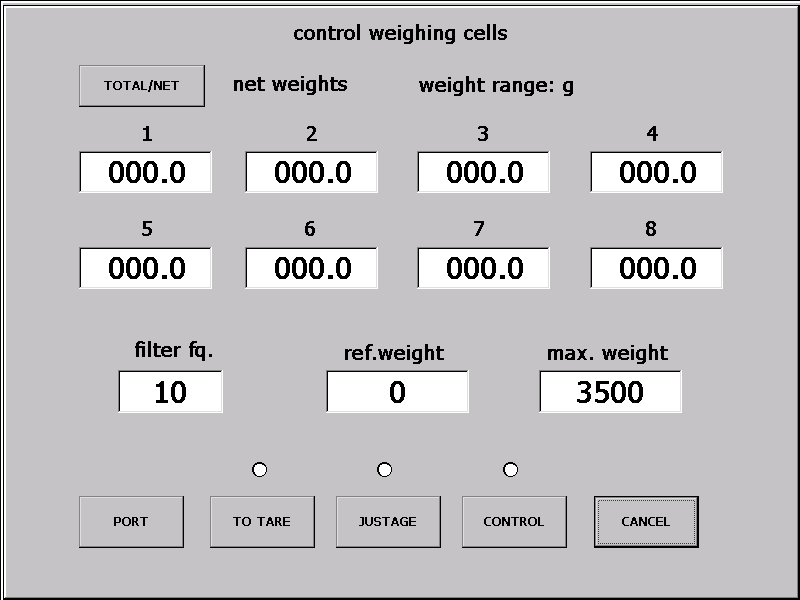 control weighing cells
TOTAL/NET net weights weight range: g
1 2 3 4
000.0 000.0 000.0 000.0
5 6 7 8
000.0 000.0 000.0 000.0
filter fq. ref.weight max. weight
10 0 3500
PORT TO TARE JUSTAGE CONTROL CANCEL